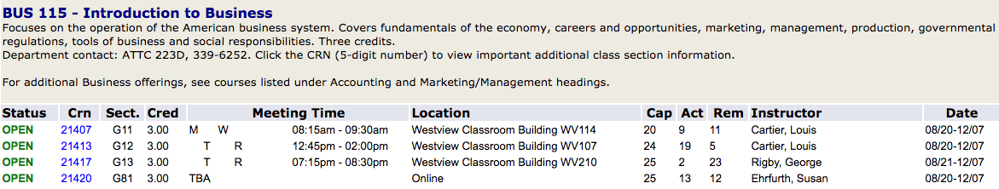 BUS 115 - Introduction to Business
Focuses on the operation of the American business system. Covers fundamentals of the economy, careers and opportunities, marketing, management, production, governmental
regulations, tools of business and social responsibilities. Three credits.
Department contact: ATTC 223D, 339-6252. Click the CRN (5-digit number) to view important additional class section information.
For additional Business offerings, see courses listed under Accounting and Marketing/Management headings.
Status Crn Sect. Cred Meeting Time Location Cap Act Rem Instructor Date
OPEN 21407 G11 3.00 M W 08:15am - 09:30am Westview Classroom Building WV114 20 9 11 Cartier, Louis 08/20-12/07
OPEN 21413 G12 3.00 T R 12:45pm - 02:00pm Westview Classroom Building WV107 24 19 5 Cartier, Louis 08/20-12/07
OPEN 21417 G13 3.00 T R 07:15pm - 08:30pm Westview Classroom Building WV210 25 2 23 Rigby, George 08/21-12/07
OPEN 21420 G81 3.00 TBA Online 25 13 12 Ehrfurth, Susan 08/20-12/07